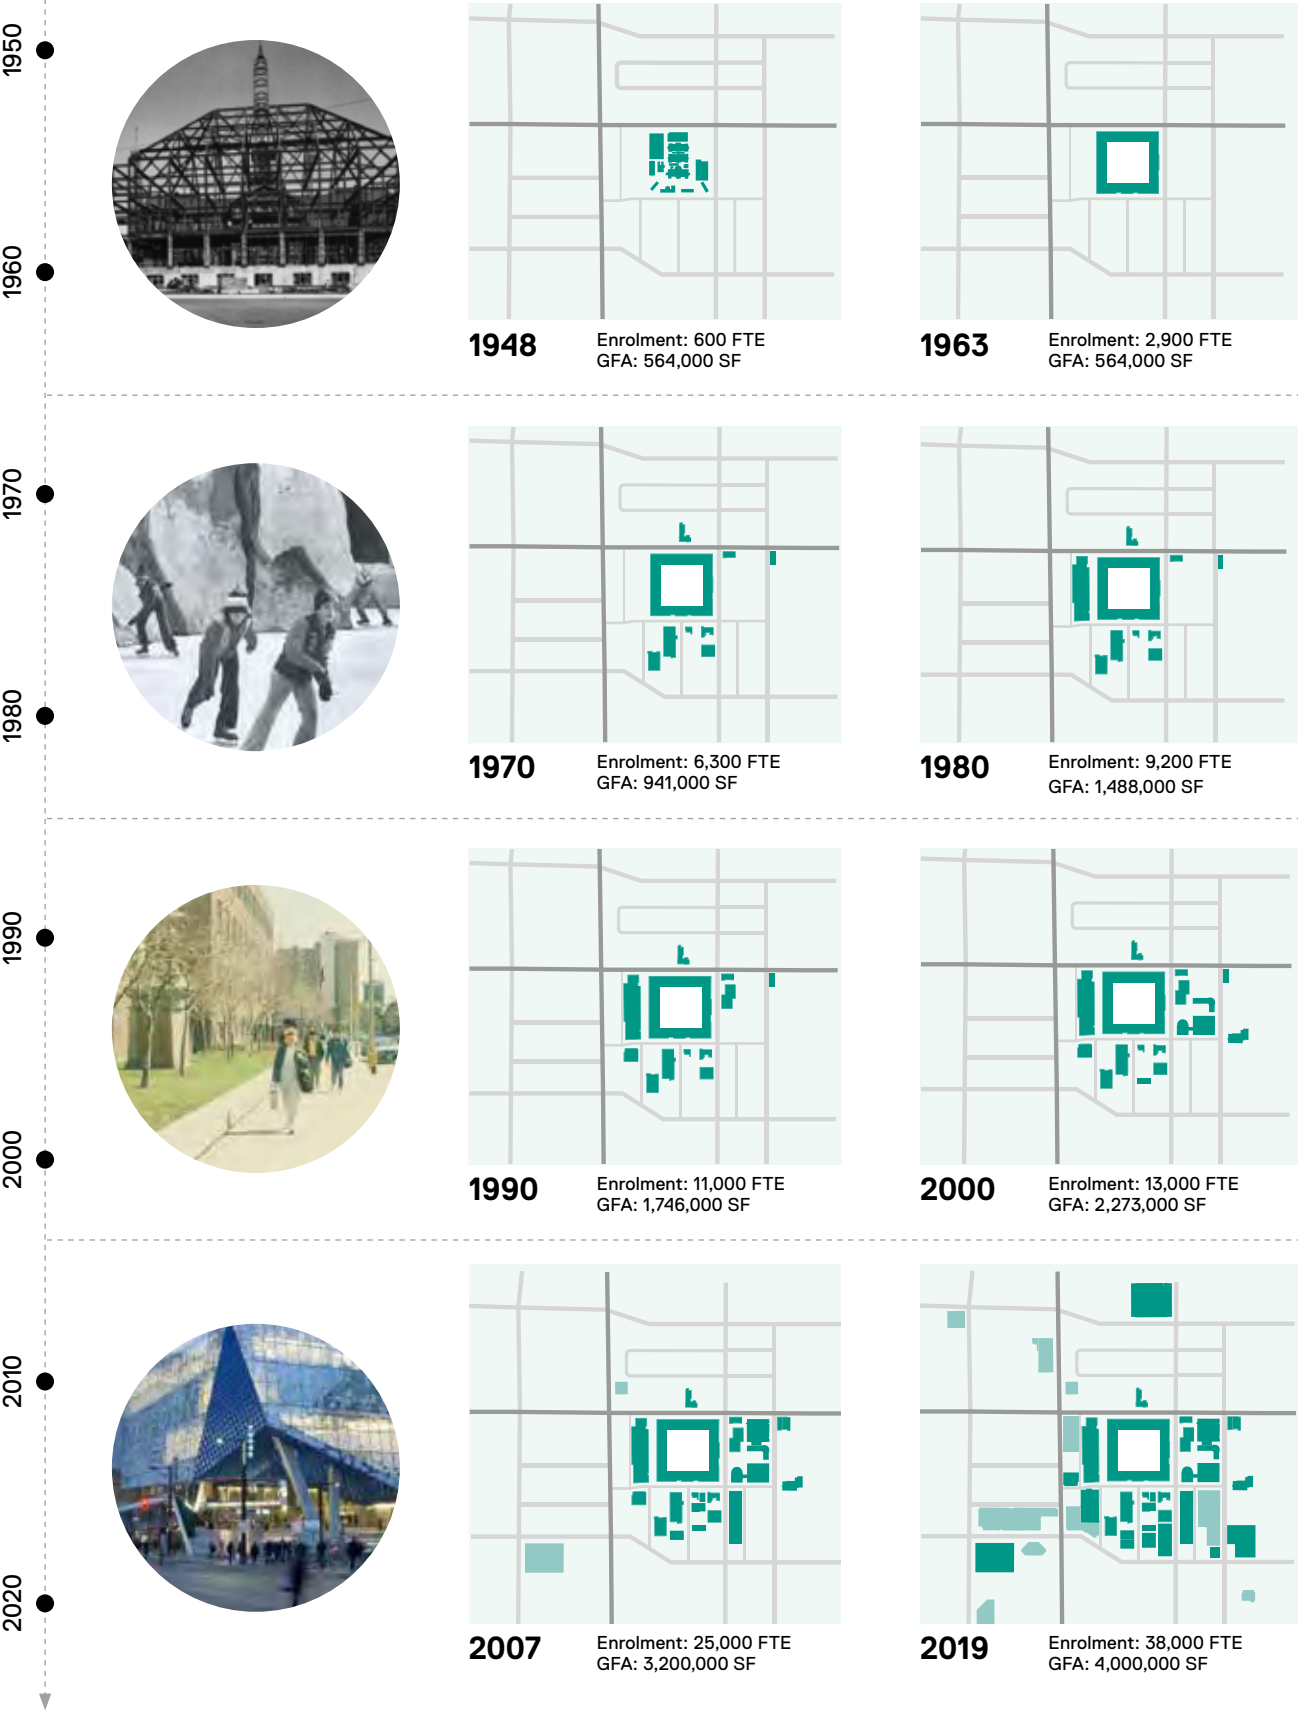 1950
1960
1948
Enrolment: 600 FTE
GFA: 564,000 SF
1963
Enrolment: 2,900 FTE
GFA: 564,000 SF
1970
1980
1970
Enrolment: 6,300 FTE
GFA: 941,000 SF
1980
Enrolment: 9,200 FTE
GFA: 1,488,000 SF
1990
2000
1990
Enrolment: 11,000 FTE
GFA: 1,746,000 SF
2000
Enrolment: 13,000 FTE
GFA: 2,273,000 SF
2010
2020
2007
Enrolment: 25,000 FTE
GFA: 3,200,000 SF
2019
Enrolment: 38,000 FTE
GFA: 4,000,000 SF